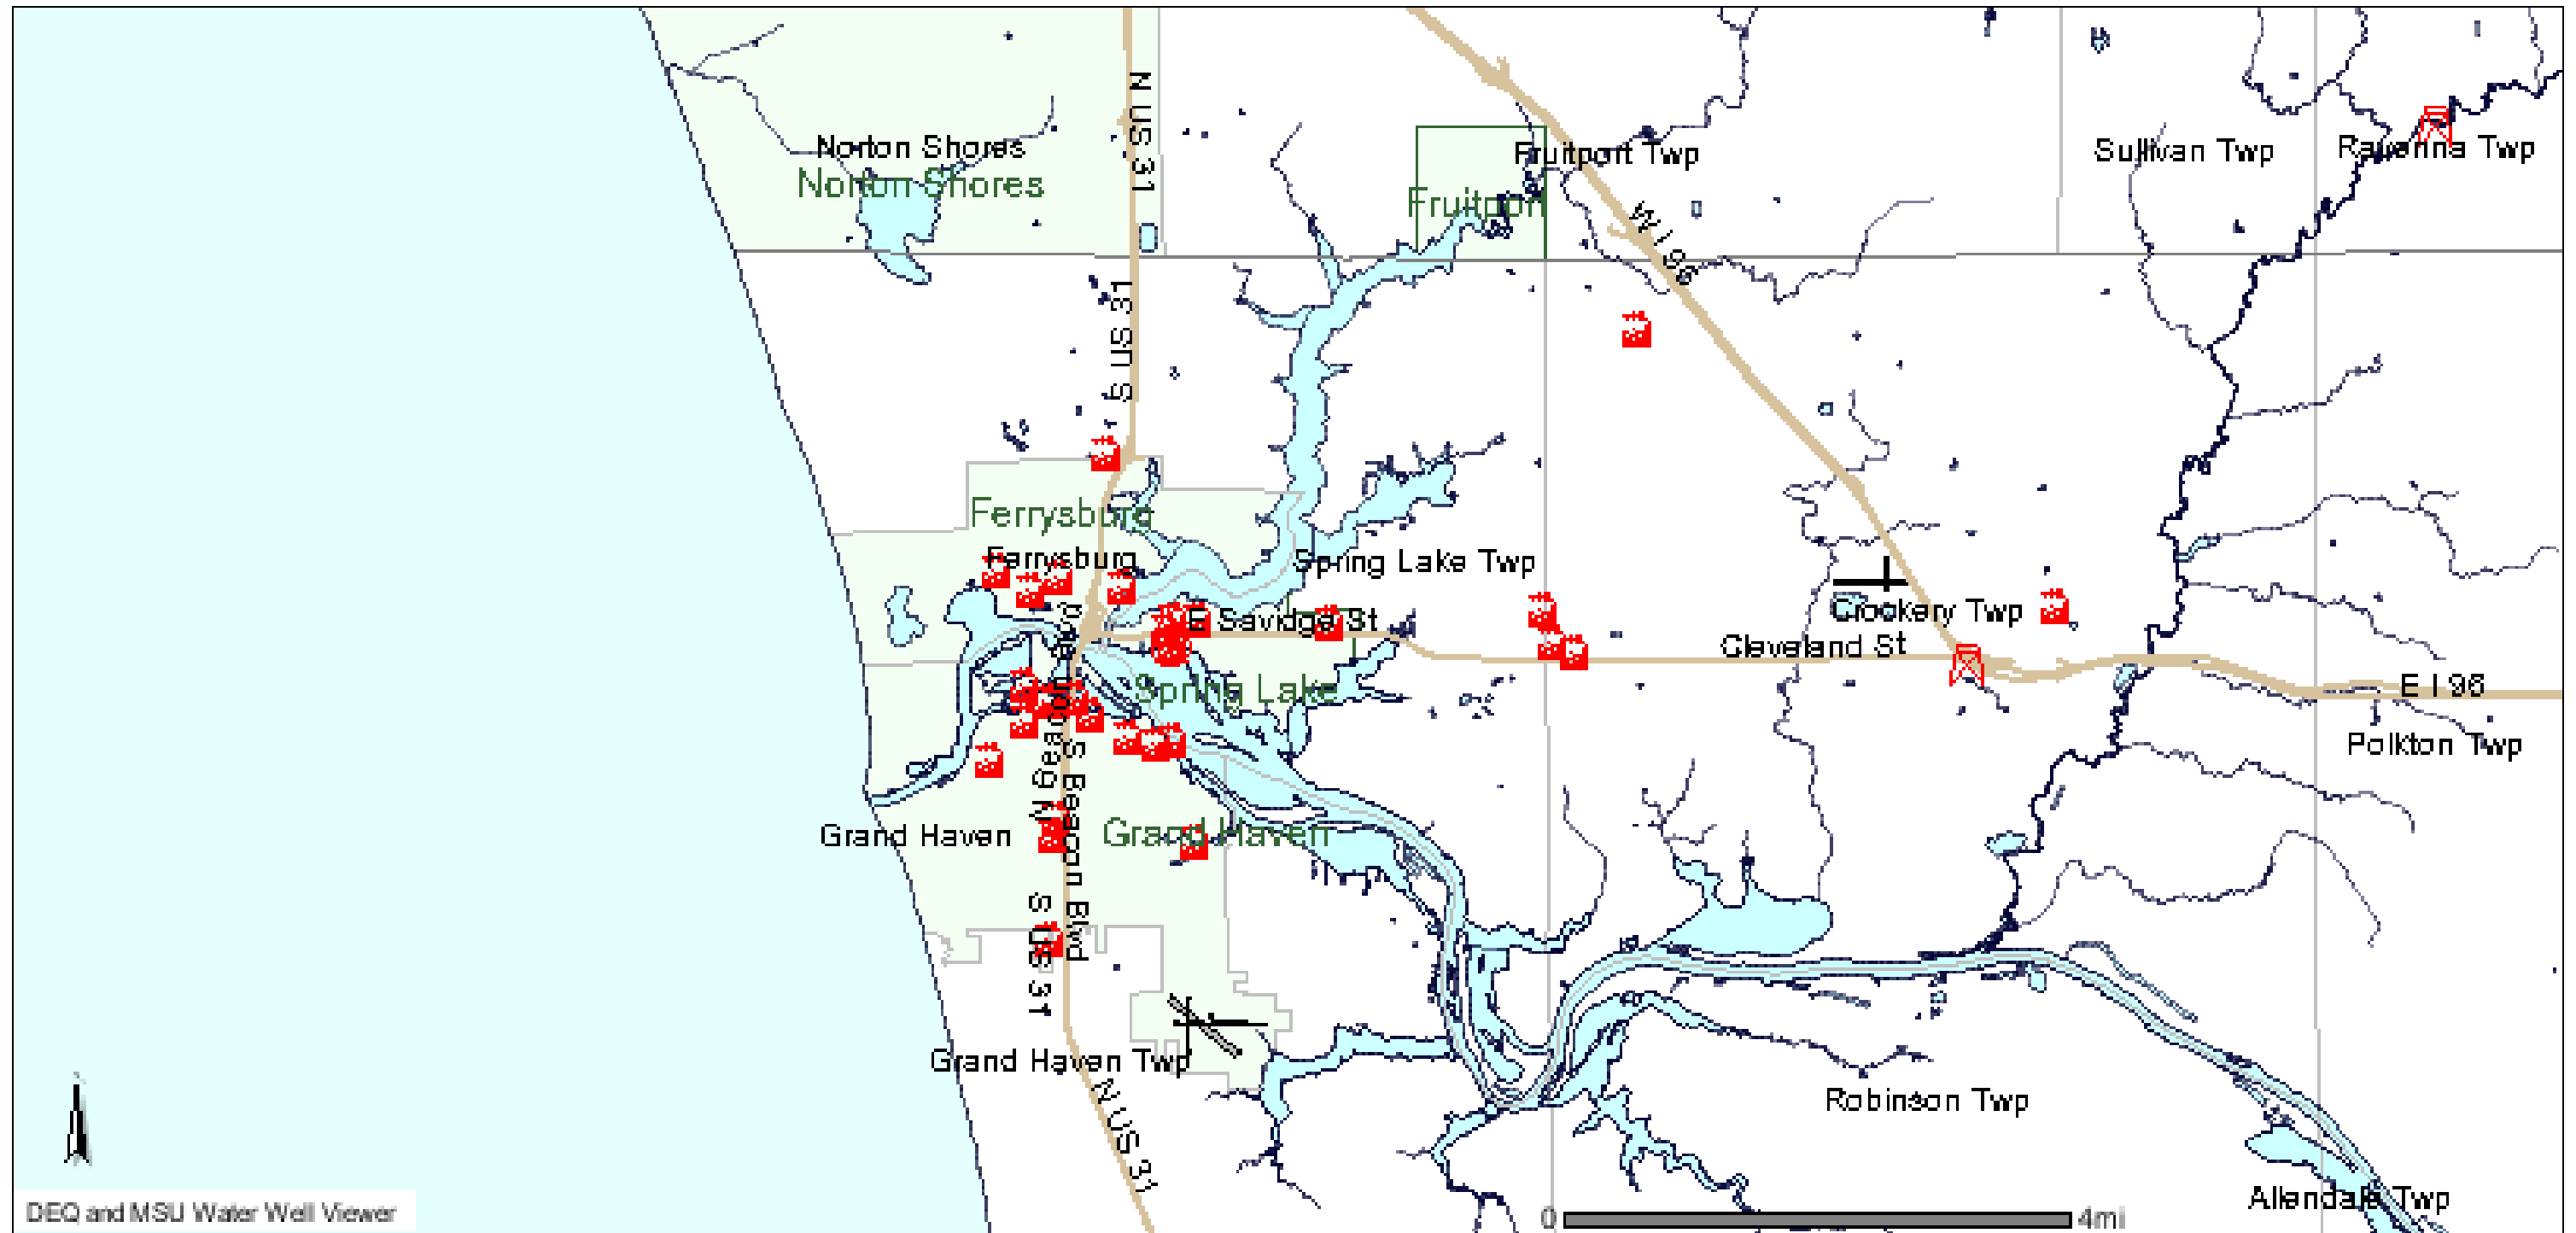 N US 31
Norton Shores
Norton Shores
Fruitport Twp
Fruitport
Sullivan Twp
Ravenna Twp
W I 96
S US 31
Ferrysburg
Ferrysburg
Spring Lake Twp
E Savidge St
Crockery Twp
Cleveland St
Spring Lake
E I 96
Polkton Twp
S Beacon Blvd
Grand Haven
Grand Haven
S US 31
Grand Haven Twp
N US 31
Robinson Twp
Allendale Twp
DEQ and MSU Water Well Viewer
0 4mi